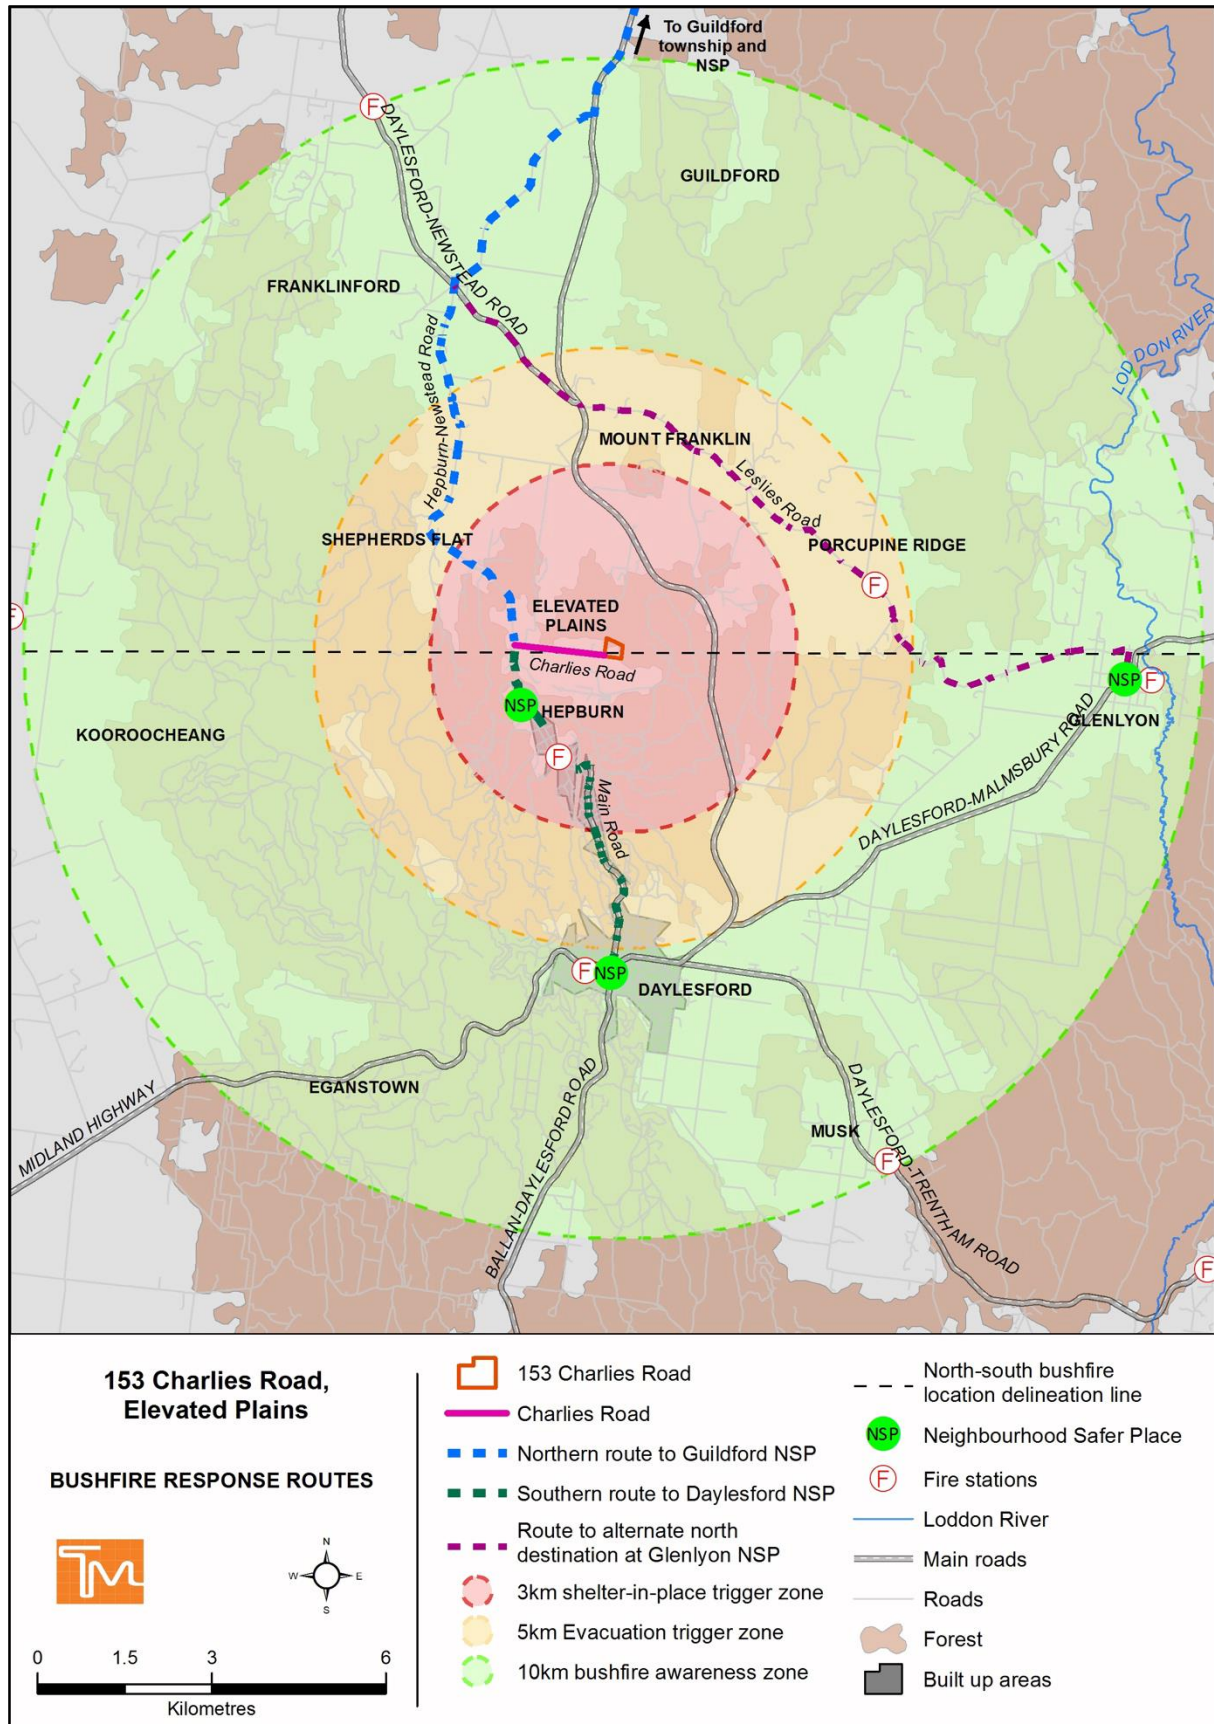 To Guildford
township and
NSP
F
DAYLESFORD-NEWSTEAD ROAD
GUILDFORD
FRANKLINFORD
LODDON RIVER
Hepburn-Newstead Road
MOUNT FRANKLIN
Leslies Road
SHEPHERDS FLAT
PORCUPINE RIDGE
F
F
ELEVATED
PLAINS
Charlies Road
NSP
F
NSP
HEPBURN
GLENLYON
KOOROOCHEANG
F
Main Road
DAYLESFORD-MALMSBURY ROAD
F
NSP
DAYLESFORD
EGANSTOWN
MIDLAND HIGHWAY
BALLAN-DAYLESFORD ROAD
MUSK
DAYLESFORD-TRENTHAM ROAD
F
F
153 Charlies Road,
Elevated Plains
BUSHFIRE RESPONSE ROUTES
TM
N
W E
S
0 1.5 3 6
Kilometres
153 Charlies Road
Charlies Road
Northern route to Guildford NSP
Southern route to Daylesford NSP
Route to alternate north
destination at Glenlyon NSP
3km shelter-in-place trigger zone
5km Evacuation trigger zone
10km bushfire awareness zone
North-south bushfire
location delineation line
NSP Neighbourhood Safer Place
F Fire stations
Loddon River
Main roads
Roads
Forest
Built up areas